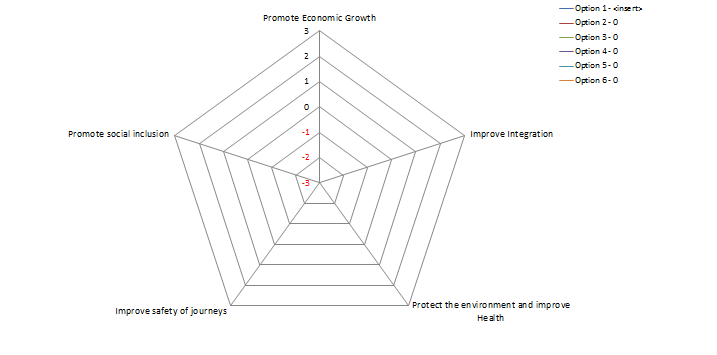 Promote Economic Growth
3
2
1
0
-1
-2
-3
Promote social inclusion
Improve Integration
Improve safety of journeys
Protect the environment and improve
Health
Option 1 - <insert>
Option 2 - 0
Option 3 - 0
Option 4 - 0
Option 5 - 0
Option 6 - 0